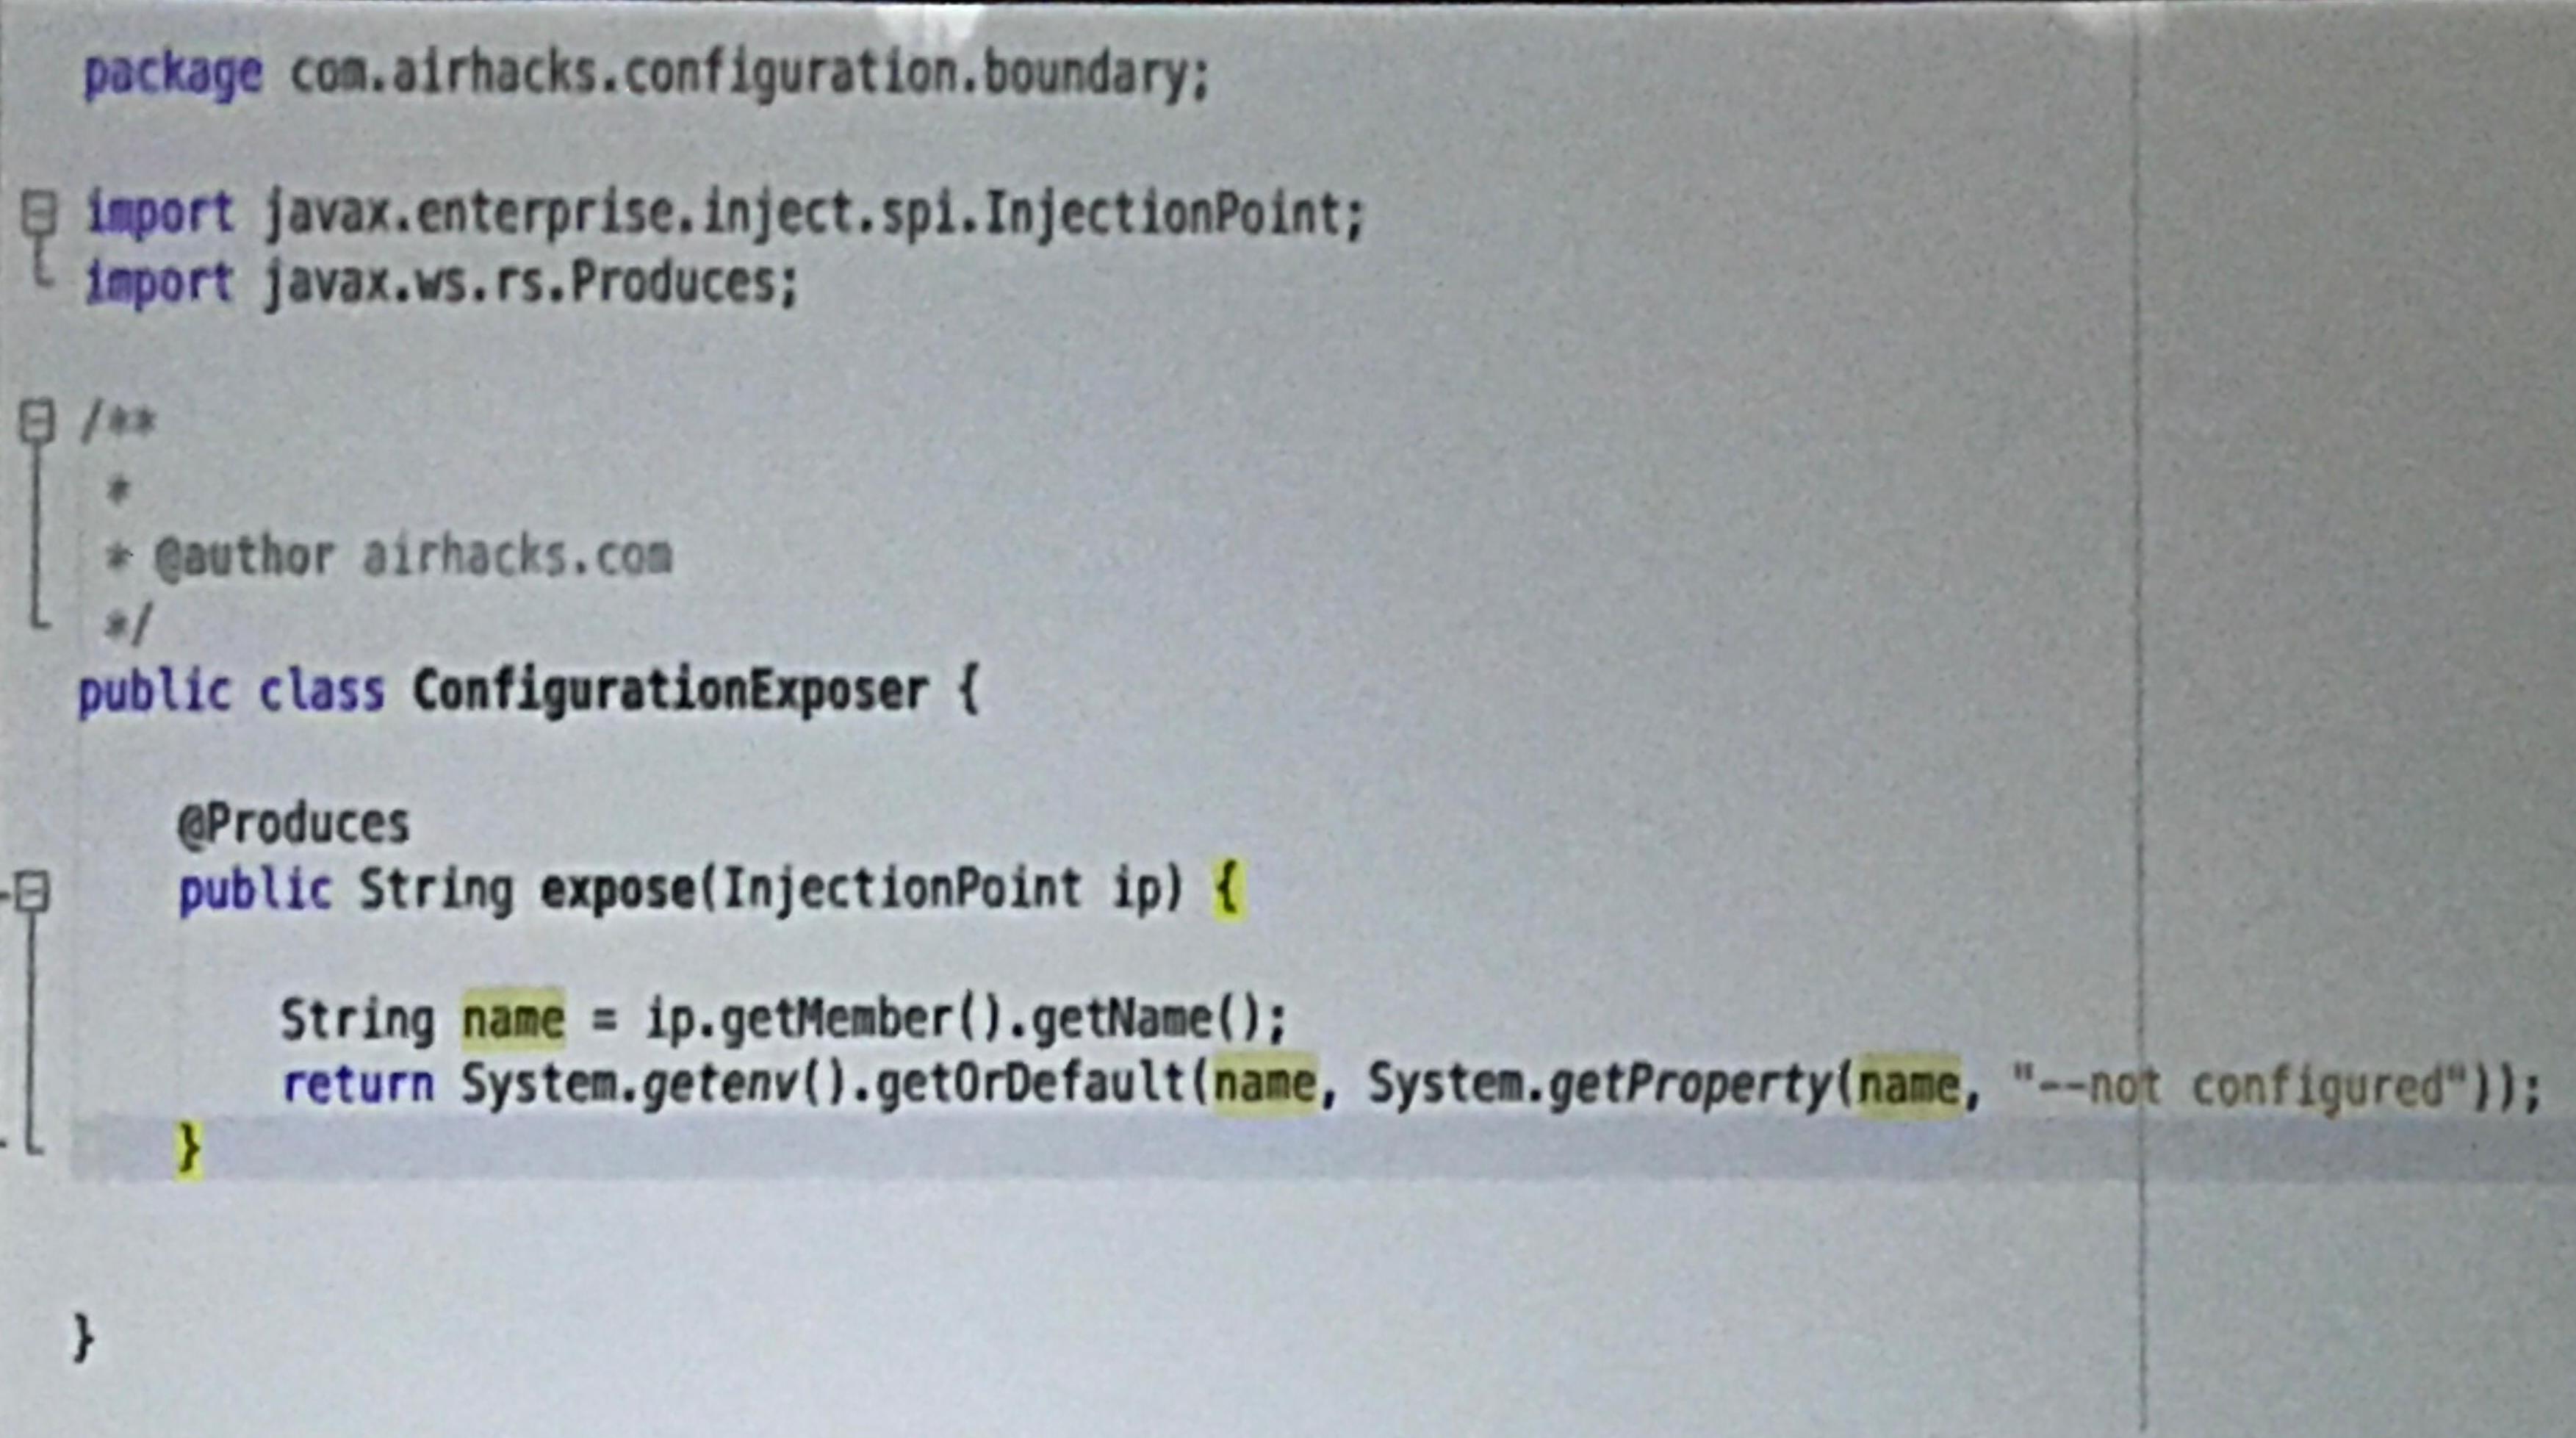 package com.airhacks.configuration.boundary;
import javax.enterprise.inject.spi.InjectionPoint;
import javax.ws.rs.Produces;
/**
*
* @author airhacks.com
*/
public class ConfigurationExposer {
@Produces
public String expose(InjectionPoint ip) {
String name = ip.getMember().getName();
return System.getenv().getOrDefault(name, System.getProperty(name, "--not configured"));
}
}